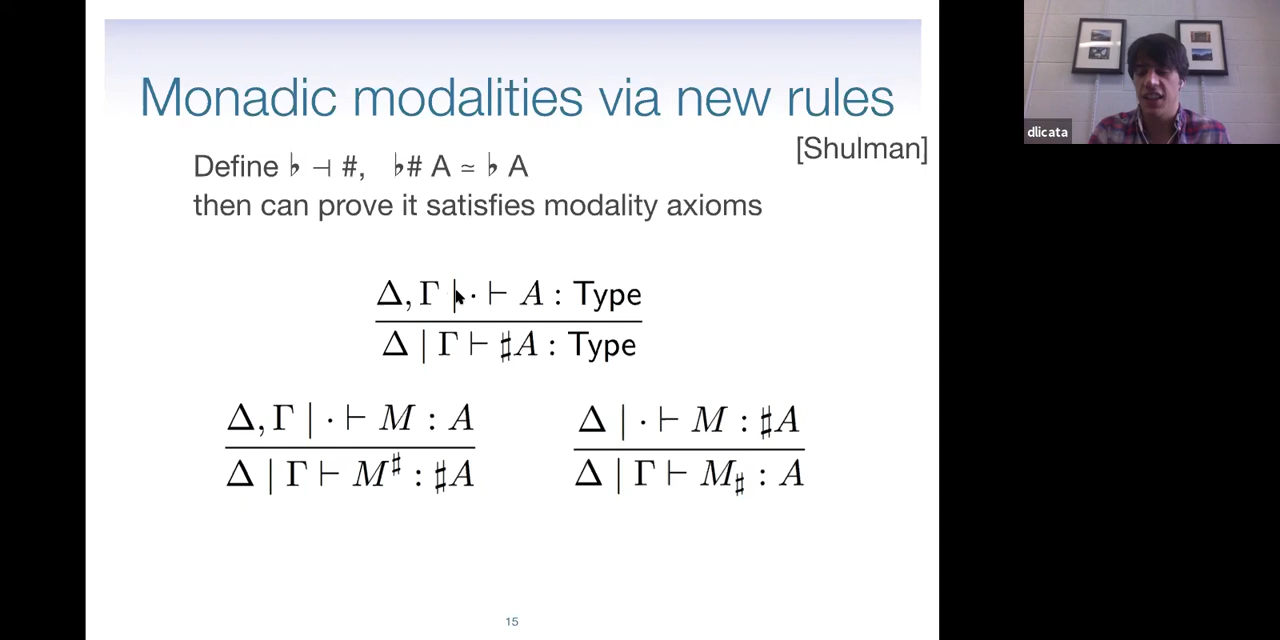 Monadic modalities via new rules
[Shulman]
Define ♭ ⊣ #, ♭# A ≃ ♭ A
then can prove it satisfies modality axioms
Δ, Γ | · ⊢ A : Type
Δ | Γ ⊢ ♯A : Type
Δ, Γ | · ⊢ M : A
Δ | Γ ⊢ M^♯ : ♯A
Δ | · ⊢ M : ♯A
Δ | Γ ⊢ M_♯ : A
15
dlicata